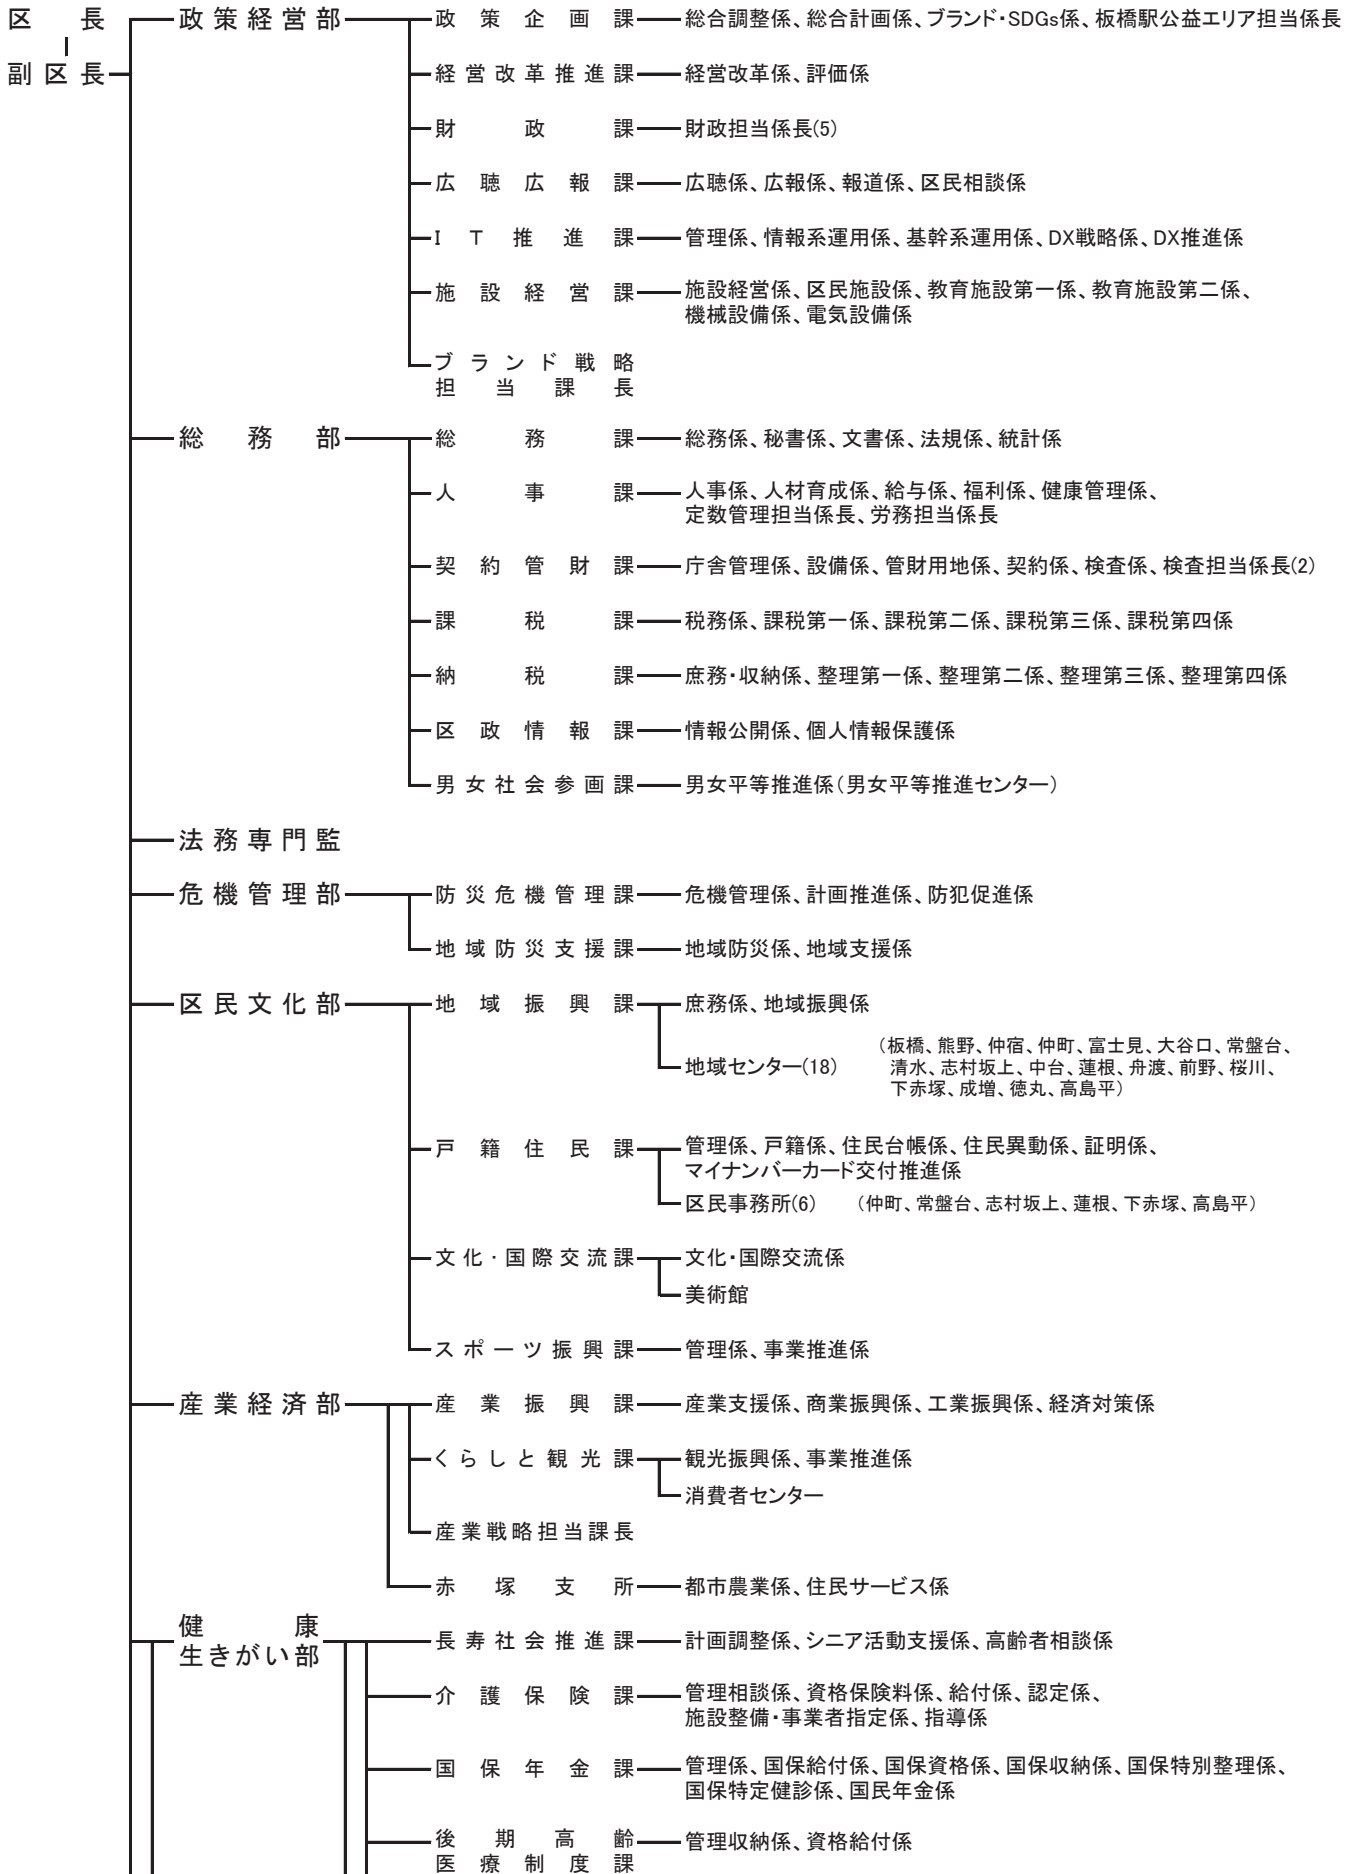 区長 政策経営部 政策企画課 総合調整係、総合計画係、ブランド・SDGs係、板橋駅公益エリア担当係長
副区長 経営改革推進課 経営改革係、評価係
財政課 財政担当係長(5)
広聴広報課 広聴係、広報係、報道係、区民相談係
IT推進課 管理係、情報系運用係、基幹系運用係、DX戦略係、DX推進係
施設経営課 施設経営係、区民施設係、教育施設第一係、教育施設第二係、
機械設備係、電気設備係
ブランド戦略
担当課長
総務部 総務課 総務係、秘書係、文書係、法規係、統計係
人事課 人事係、人材育成係、給与係、福利係、健康管理係、
定数管理担当係長、労務担当係長
契約管財課 庁舎管理係、設備係、管財用地係、契約係、検査係、検査担当係長(2)
課税課 税務係、課税第一係、課税第二係、課税第三係、課税第四係
納税課 庶務・収納係、整理第一係、整理第二係、整理第三係、整理第四係
区政情報課 情報公開係、個人情報保護係
男女社会参画課 男女平等推進係(男女平等推進センター)
法務専門監
危機管理部 防災危機管理課 危機管理係、計画推進係、防犯促進係
地域防災支援課 地域防災係、地域支援係
区民文化部 地域振興課 庶務係、地域振興係
地域センター(18) (板橋、熊野、仲宿、仲町、富士見、大谷口、常盤台、
清水、志村坂上、中台、蓮根、舟渡、前野、桜川、
下赤塚、成増、徳丸、高島平)
戸籍住民課 管理係、戸籍係、住民台帳係、住民異動係、証明係、
マイナンバーカード交付推進係
区民事務所(6) (仲町、常盤台、志村坂上、蓮根、下赤塚、高島平)
文化・国際交流課 文化・国際交流係
美術館
スポーツ振興課 管理係、事業推進係
産業経済部 産業振興課 産業支援係、商業振興係、工業振興係、経済対策係
くらしと観光課 観光振興係、事業推進係
消費者センター
産業戦略担当課長
赤塚支所 都市農業係、住民サービス係
健康
生きがい部 長寿社会推進課 計画調整係、シニア活動支援係、高齢者相談係
介護保険課 管理相談係、資格保険料係、給付係、認定係、
施設整備・事業者指定係、指導係
国保年金課 管理係、国保給付係、国保資格係、国保収納係、国保特別整理係、
国保特定健診係、国民年金係
後期高齢 管理収納係、資格給付係
医療制度課